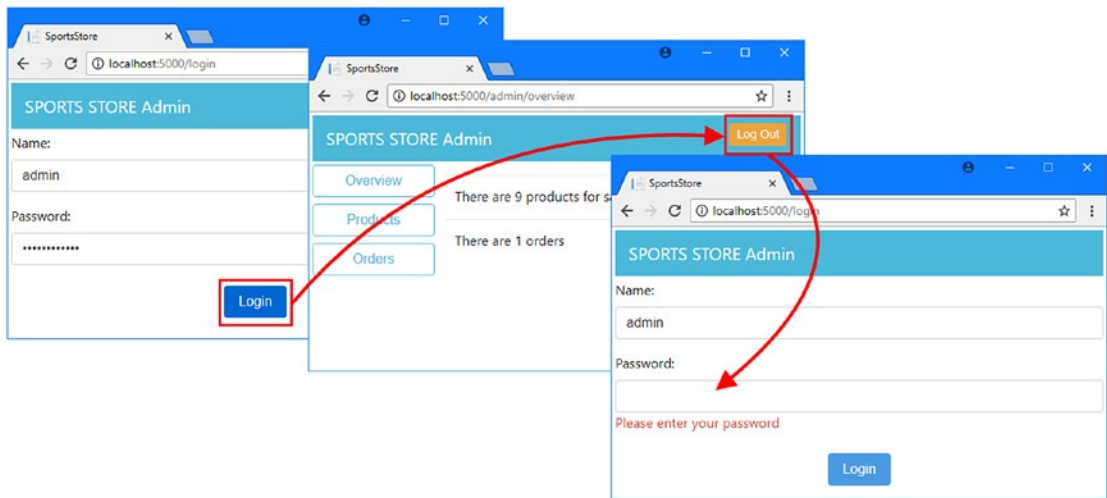 SportsStore
localhost:5000/login
SPORTS STORE Admin
Name:
admin
Password:
••••••••••••
Login
SportsStore
localhost:5000/admin/overview
SPORTS STORE Admin
Log Out
Overview
Products
Orders
There are 9 products for
There are 1 orders
SportsStore
localhost:5000/login
SPORTS STORE Admin
Name:
admin
Password:
Please enter your password
Login